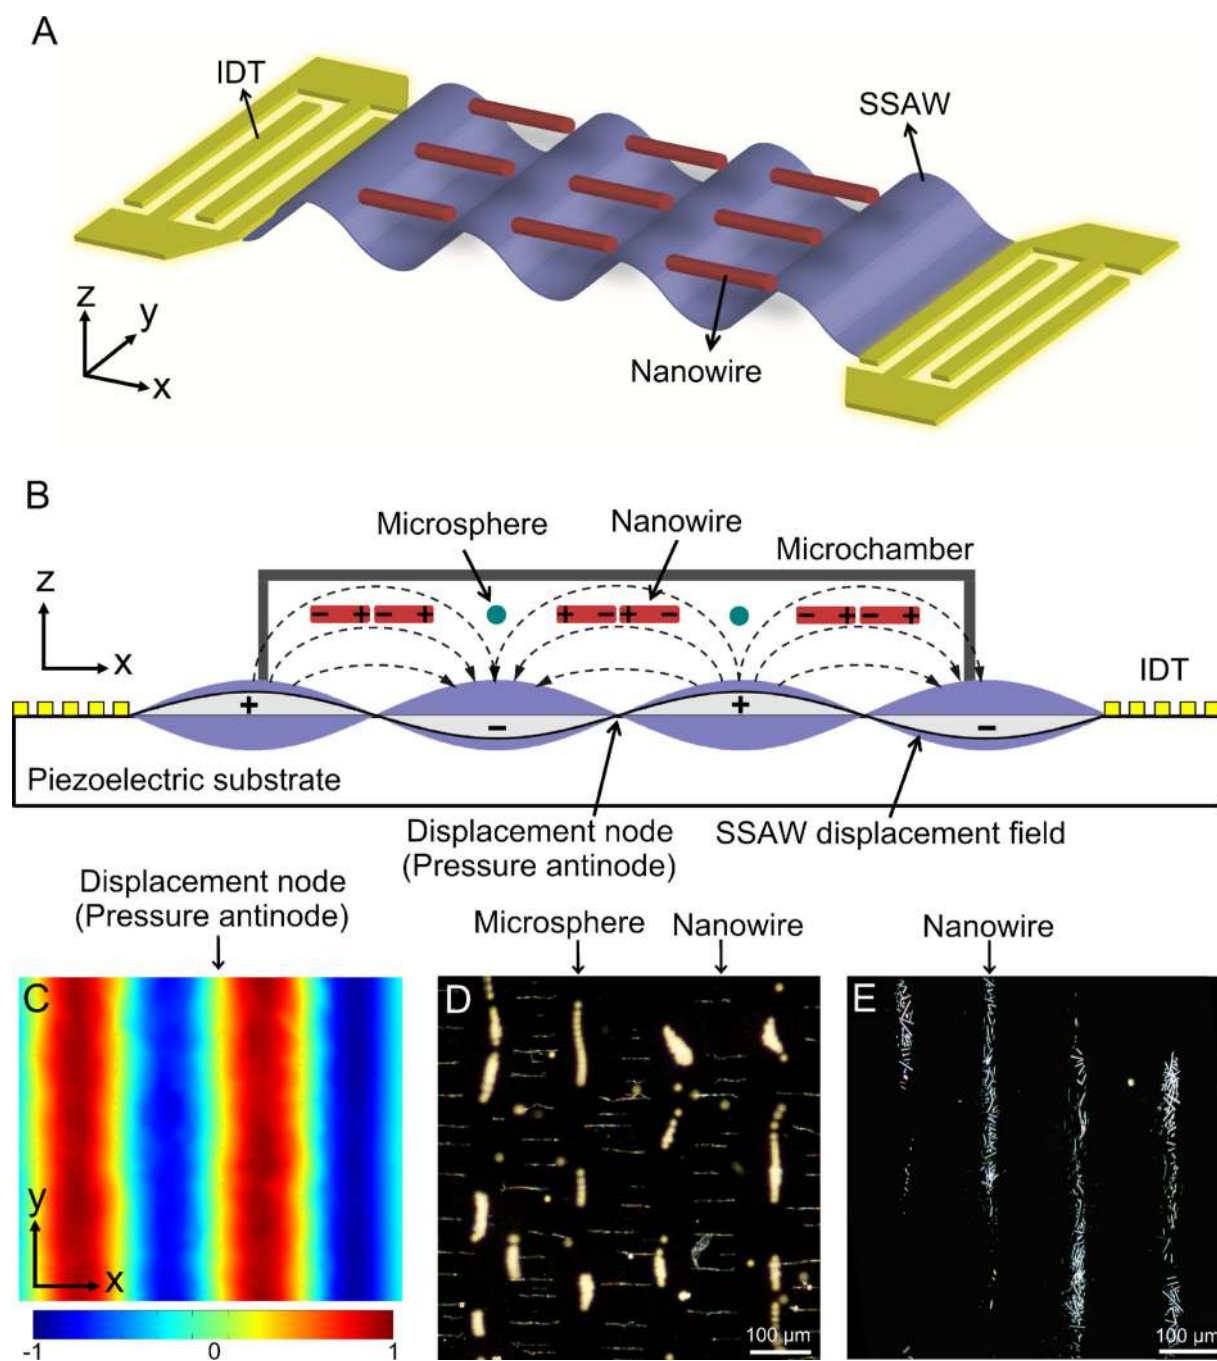 A
IDT
SSAW
Nanowire
z
y
x
B
Microsphere
Nanowire
Microchamber
z
x
IDT
- + - +
+ - + -
- + - +
+
-
+
-
Piezoelectric substrate
Displacement node
(Pressure antinode)
SSAW displacement field
Displacement node
(Pressure antinode)
Microsphere
Nanowire
Nanowire
C
y
x
-1
0
1
D
100 µm
E
100 µm